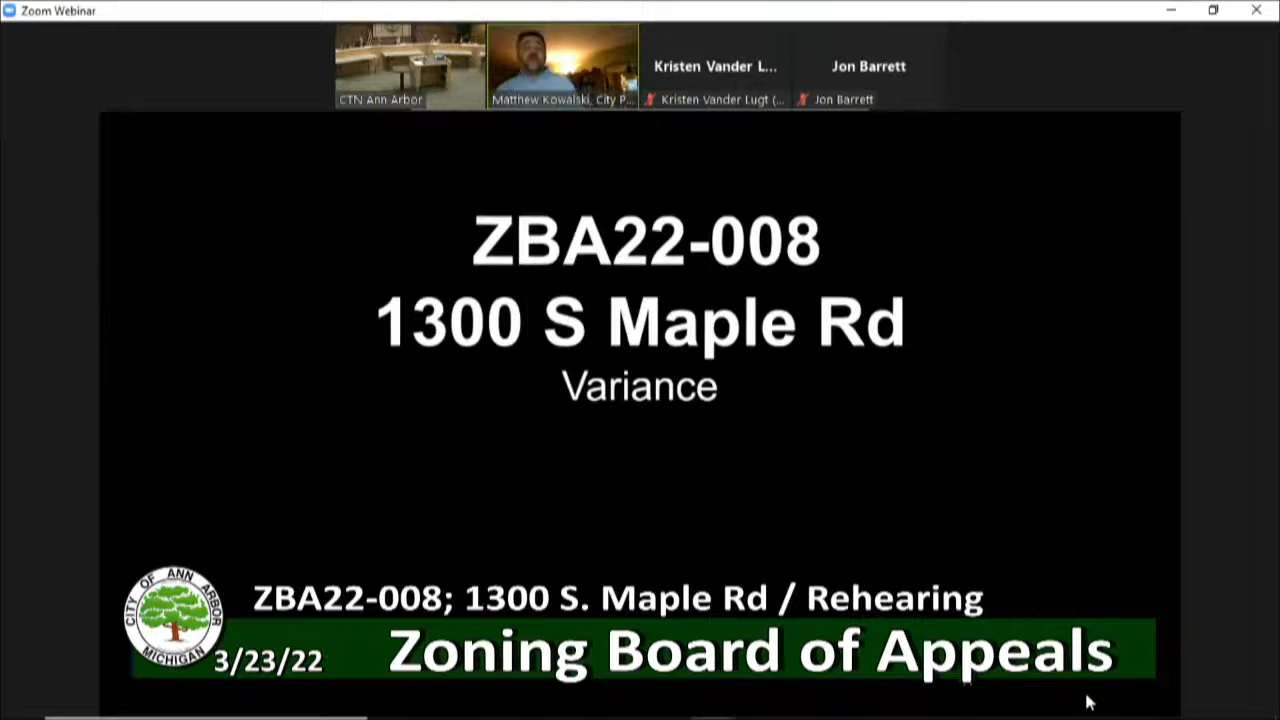 Zoom Webinar
Kristen Vander L...
Jon Barrett
CTN Ann Arbor
Matthew Kowalski, City P...
Kristen Vander Lugt (...
Jon Barrett
ZBA22-008
1300 S Maple Rd
Variance
CITY OF ANN ARBOR
MICHIGAN
ZBA22-008; 1300 S. Maple Rd / Rehearing
3/23/22
Zoning Board of Appeals